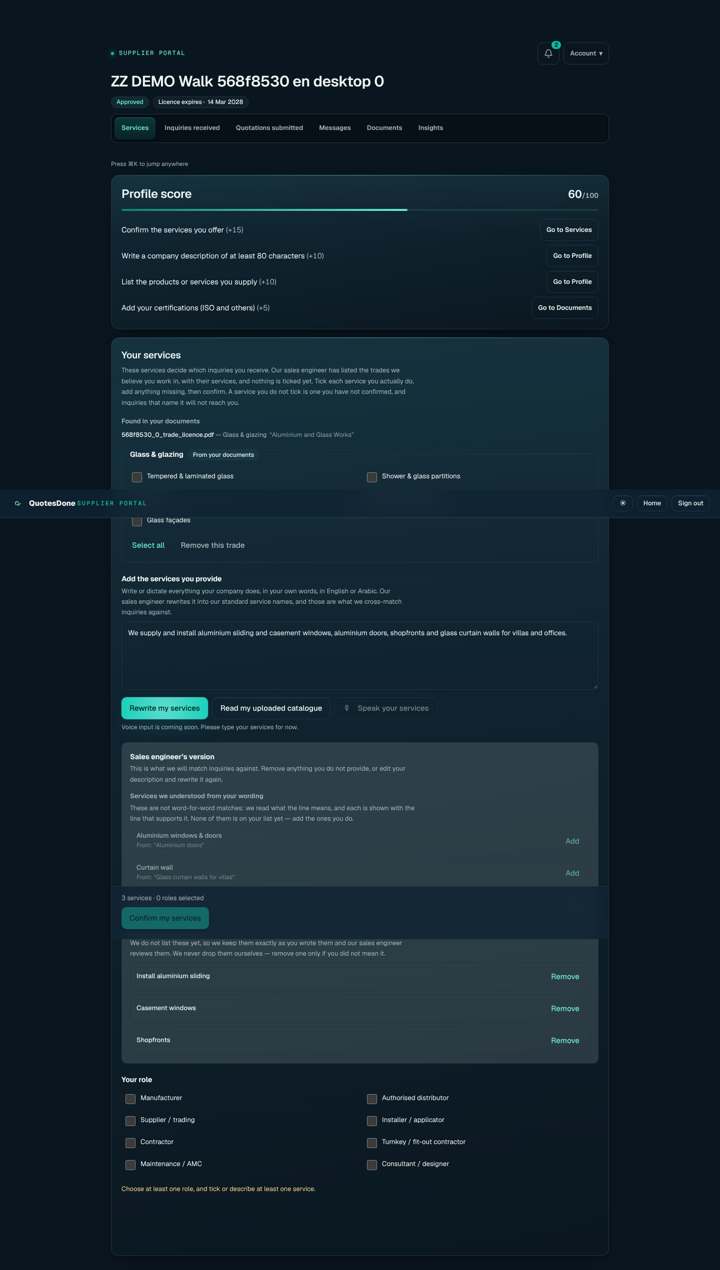 SUPPLIER PORTAL
2
Account ▾
ZZ DEMO Walk 568f8530 en desktop 0
Approved
Licence expires · 14 Mar 2028
Services
Inquiries received
Quotations submitted
Messages
Documents
Insights
Press ⌘K to jump anywhere
Profile score
60/100
Confirm the services you offer (+15)
Go to Services
Write a company description of at least 80 characters (+10)
Go to Profile
List the products or services you supply (+10)
Go to Profile
Add your certifications (ISO and others) (+5)
Go to Documents
Your services
These services decide which inquiries you receive. Our sales engineer has listed the trades we
believe you work in, with their services, and nothing is ticked yet. Tick each service you actually do,
add anything missing, then confirm. A service you do not tick is one you have not confirmed, and
inquiries that name it will not reach you.
Found in your documents
568f8530_0_trade_licence.pdf — Glass & glazing "Aluminium and Glass Works"
Glass & glazing
From your documents
Tempered & laminated glass
Shower & glass partitions
QuotesDone SUPPLIER PORTAL
Home
Sign out
Glass façades
Select all
Remove this trade
Add the services you provide
Write or dictate everything your company does, in your own words, in English or Arabic. Our
sales engineer rewrites it into our standard service names, and those are what we cross-match
inquiries against.
We supply and install aluminium sliding and casement windows, aluminium doors, shopfronts and glass curtain walls for villas and offices.
Rewrite my services
Read my uploaded catalogue
Speak your services
Voice input is coming soon. Please type your services for now.
Sales engineer's version
This is what we will match inquiries against. Remove anything you do not provide, or edit your
description and rewrite it again.
Services we understood from your wording
These are not word-for-word matches: we read what the line means, and each is shown with the
line that supports it. None of them is on your list yet — add the ones you do.
Aluminium windows & doors
From: "Aluminium doors"
Add
Curtain wall
From: "Glass curtain walls for villas"
Add
3 services · 0 roles selected
Confirm my services
We do not list these yet, so we keep them exactly as you wrote them and our sales engineer
reviews them. We never drop them ourselves — remove one only if you did not mean it.
Install aluminium sliding
Remove
Casement windows
Remove
Shopfronts
Remove
Your role
Manufacturer
Authorised distributor
Supplier / trading
Installer / applicator
Contractor
Turnkey / fit-out contractor
Maintenance / AMC
Consultant / designer
Choose at least one role, and tick or describe at least one service.